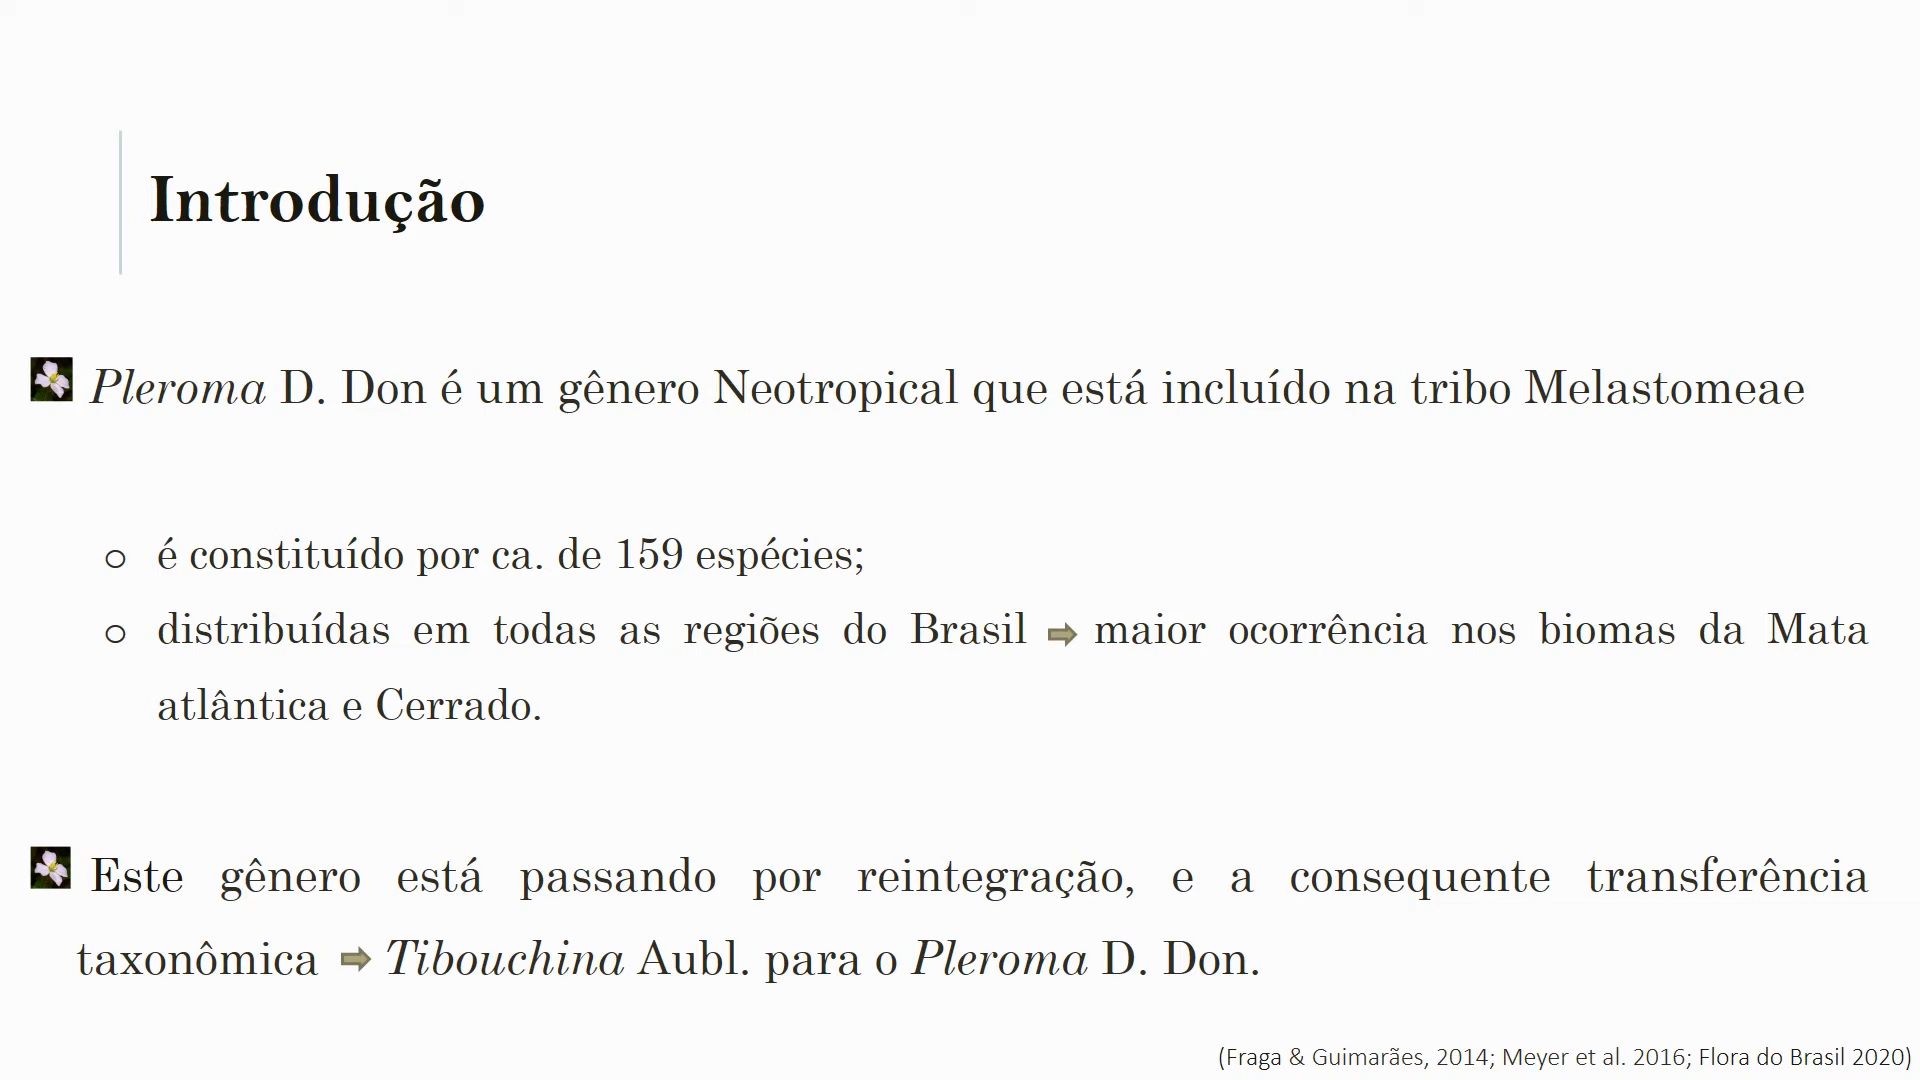 Introdução
Pleroma D. Don é um gênero Neotropical que está incluído na tribo Melastomeae
o é constituído por ca. de 159 espécies;
o distribuídas em todas as regiões do Brasil ⇨ maior ocorrência nos biomas da Mata
atlântica e Cerrado.
Este gênero está passando por reintegração, e a consequente transferência
taxonômica ⇨ Tibouchina Aubl. para o Pleroma D. Don.
(Fraga & Guimarães, 2014; Meyer et al. 2016; Flora do Brasil 2020)